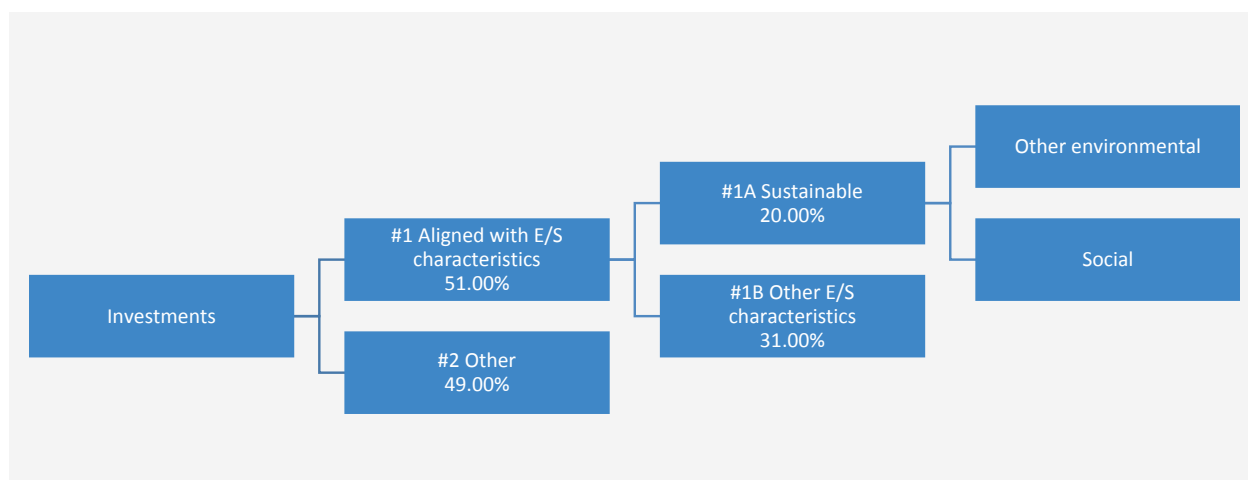 Investments
#1 Aligned with E/S
characteristics
51.00%
#2 Other
49.00%
#1A Sustainable
20.00%
#1B Other E/S
characteristics
31.00%
Other environmental
Social